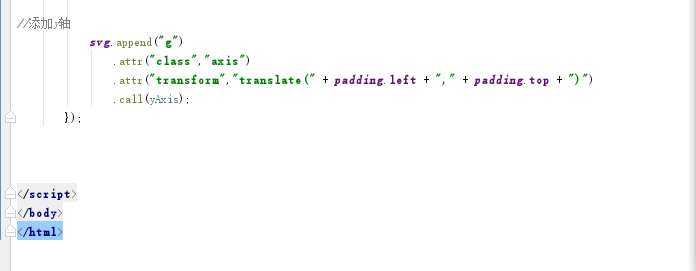 //添加y轴
svg.append("g")
.attr("class","axis")
.attr("transform","translate(" + padding.left + "," + padding.top + ")")
.call(yAxis);
});
</script>
</body>
</html>